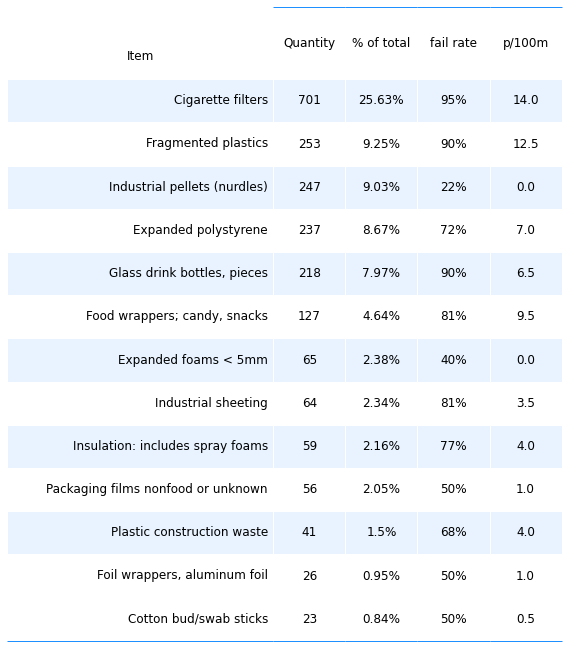 Item Quantity % of total fail rate p/100m
Cigarette filters 701 25.63% 95% 14.0
Fragmented plastics 253 9.25% 90% 12.5
Industrial pellets (nurdles) 247 9.03% 22% 0.0
Expanded polystyrene 237 8.67% 72% 7.0
Glass drink bottles, pieces 218 7.97% 90% 6.5
Food wrappers; candy, snacks 127 4.64% 81% 9.5
Expanded foams < 5mm 65 2.38% 40% 0.0
Industrial sheeting 64 2.34% 81% 3.5
Insulation: includes spray foams 59 2.16% 77% 4.0
Packaging films nonfood or unknown 56 2.05% 50% 1.0
Plastic construction waste 41 1.5% 68% 4.0
Foil wrappers, aluminum foil 26 0.95% 50% 1.0
Cotton bud/swab sticks 23 0.84% 50% 0.5